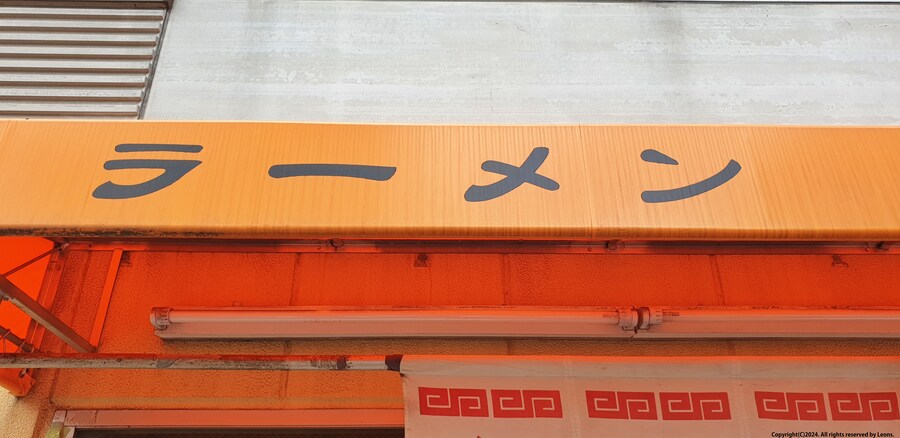 ラーメン
Copyright(C)2024. All rights reserved by Leons.